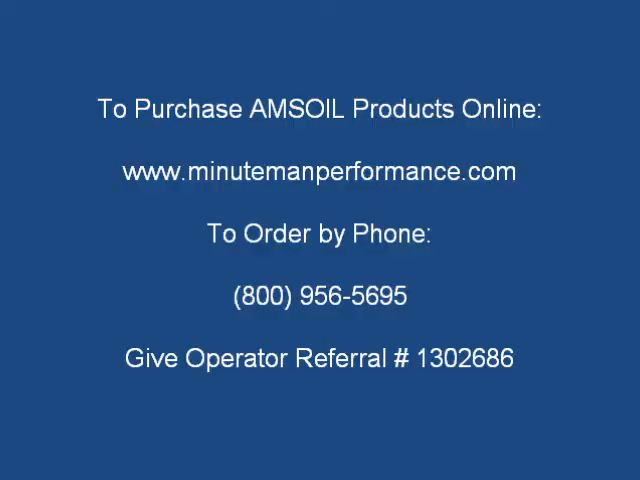 To Purchase AMSOIL Products Online:
www.minutemanperformance.com
To Order by Phone:
(800) 956-5695
Give Operator Referral # 1302686